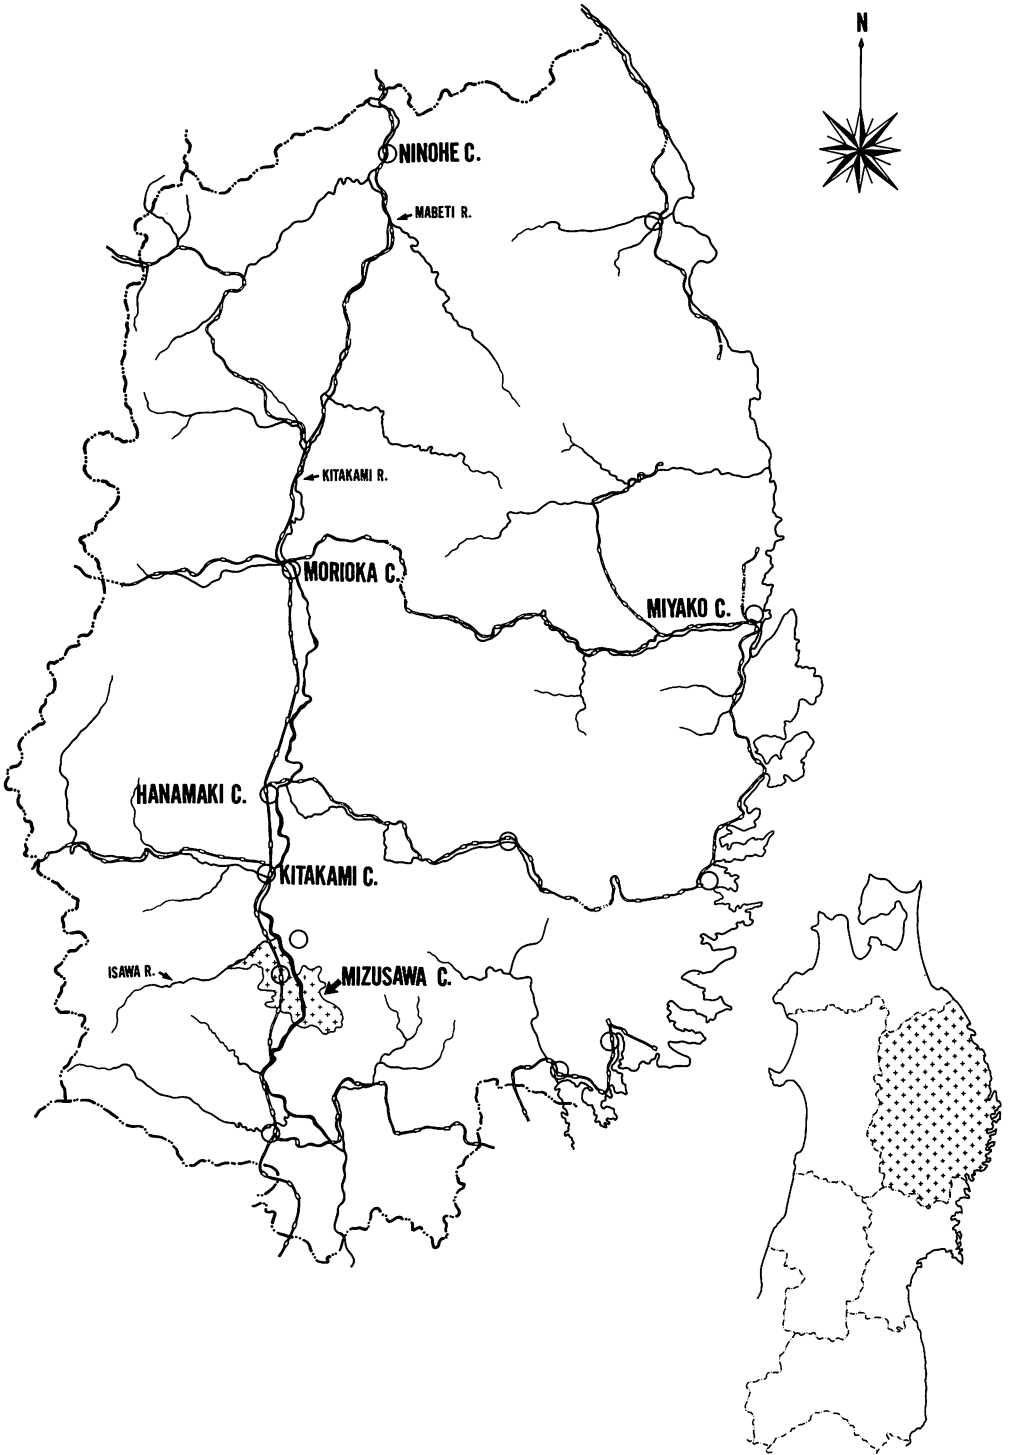 N
NINOHE C.
MABETI R.
KITAKAMI R.
MORIOKA C.
MIYAKO C.
HANAMAKI C.
KITAKAMI C.
ISAWA R.
MIZUSAWA C.